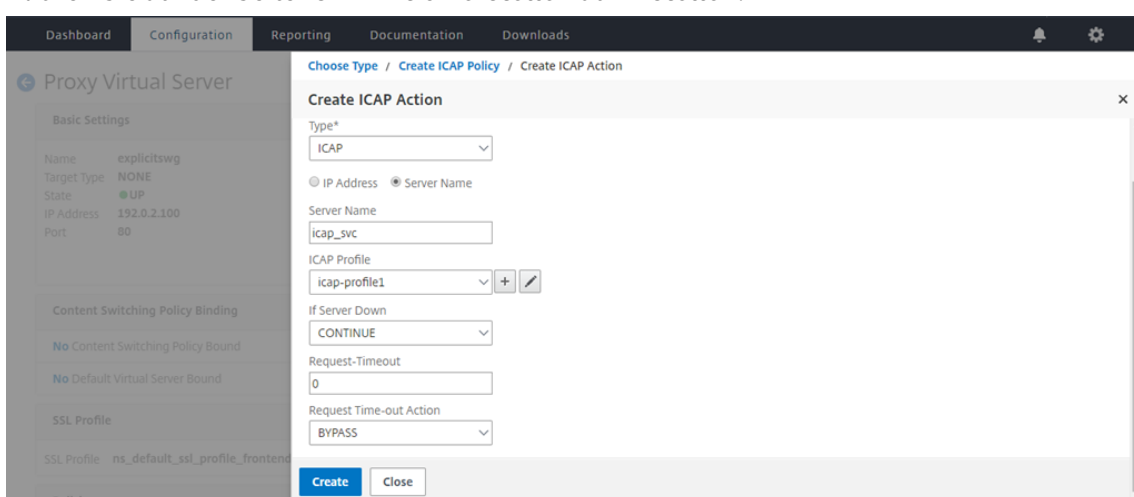 Dashboard Configuration Reporting Documentation Downloads
Proxy Virtual Server
Basic Settings
Name explicitswg
Target Type NONE
State UP
IP Address 192.0.2.100
Port 80
Content Switching Policy Binding
No Content Switching Policy Bound
No Default Virtual Server Bound
SSL Profile
SSL Profile ns_default_ssl_profile_frontend
Choose Type / Create ICAP Policy / Create ICAP Action
Create ICAP Action
Type*
ICAP
IP Address Server Name
Server Name
icap_svc
ICAP Profile
icap-profile1
If Server Down
CONTINUE
Request-Timeout
0
Request Time-out Action
BYPASS
Create Close